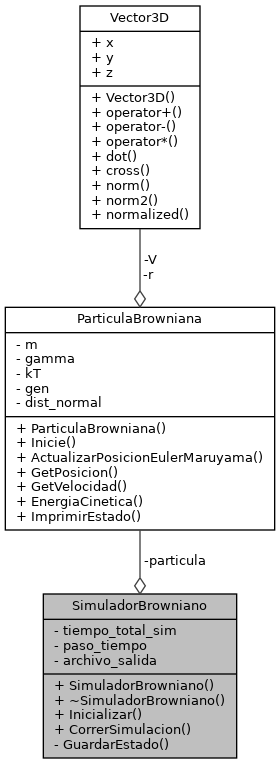 Vector3D
+ x
+ y
+ z
+ Vector3D()
+ operator+()
+ operator-()
+ operator*()
+ dot()
+ cross()
+ norm()
+ norm2()
+ normalized()
-V
-r
ParticulaBrowniana
- m
- gamma
- kT
- gen
- dist_normal
+ ParticulaBrowniana()
+ Inicie()
+ ActualizarPosicionEulerMaruyama()
+ GetPosicion()
+ GetVelocidad()
+ EnergiaCinetica()
+ ImprimirEstado()
-particula
SimuladorBrowniano
- tiempo_total_sim
- paso_tiempo
- archivo_salida
+ SimuladorBrowniano()
+ ~SimuladorBrowniano()
+ Inicializar()
+ CorrerSimulacion()
- GuardarEstado()